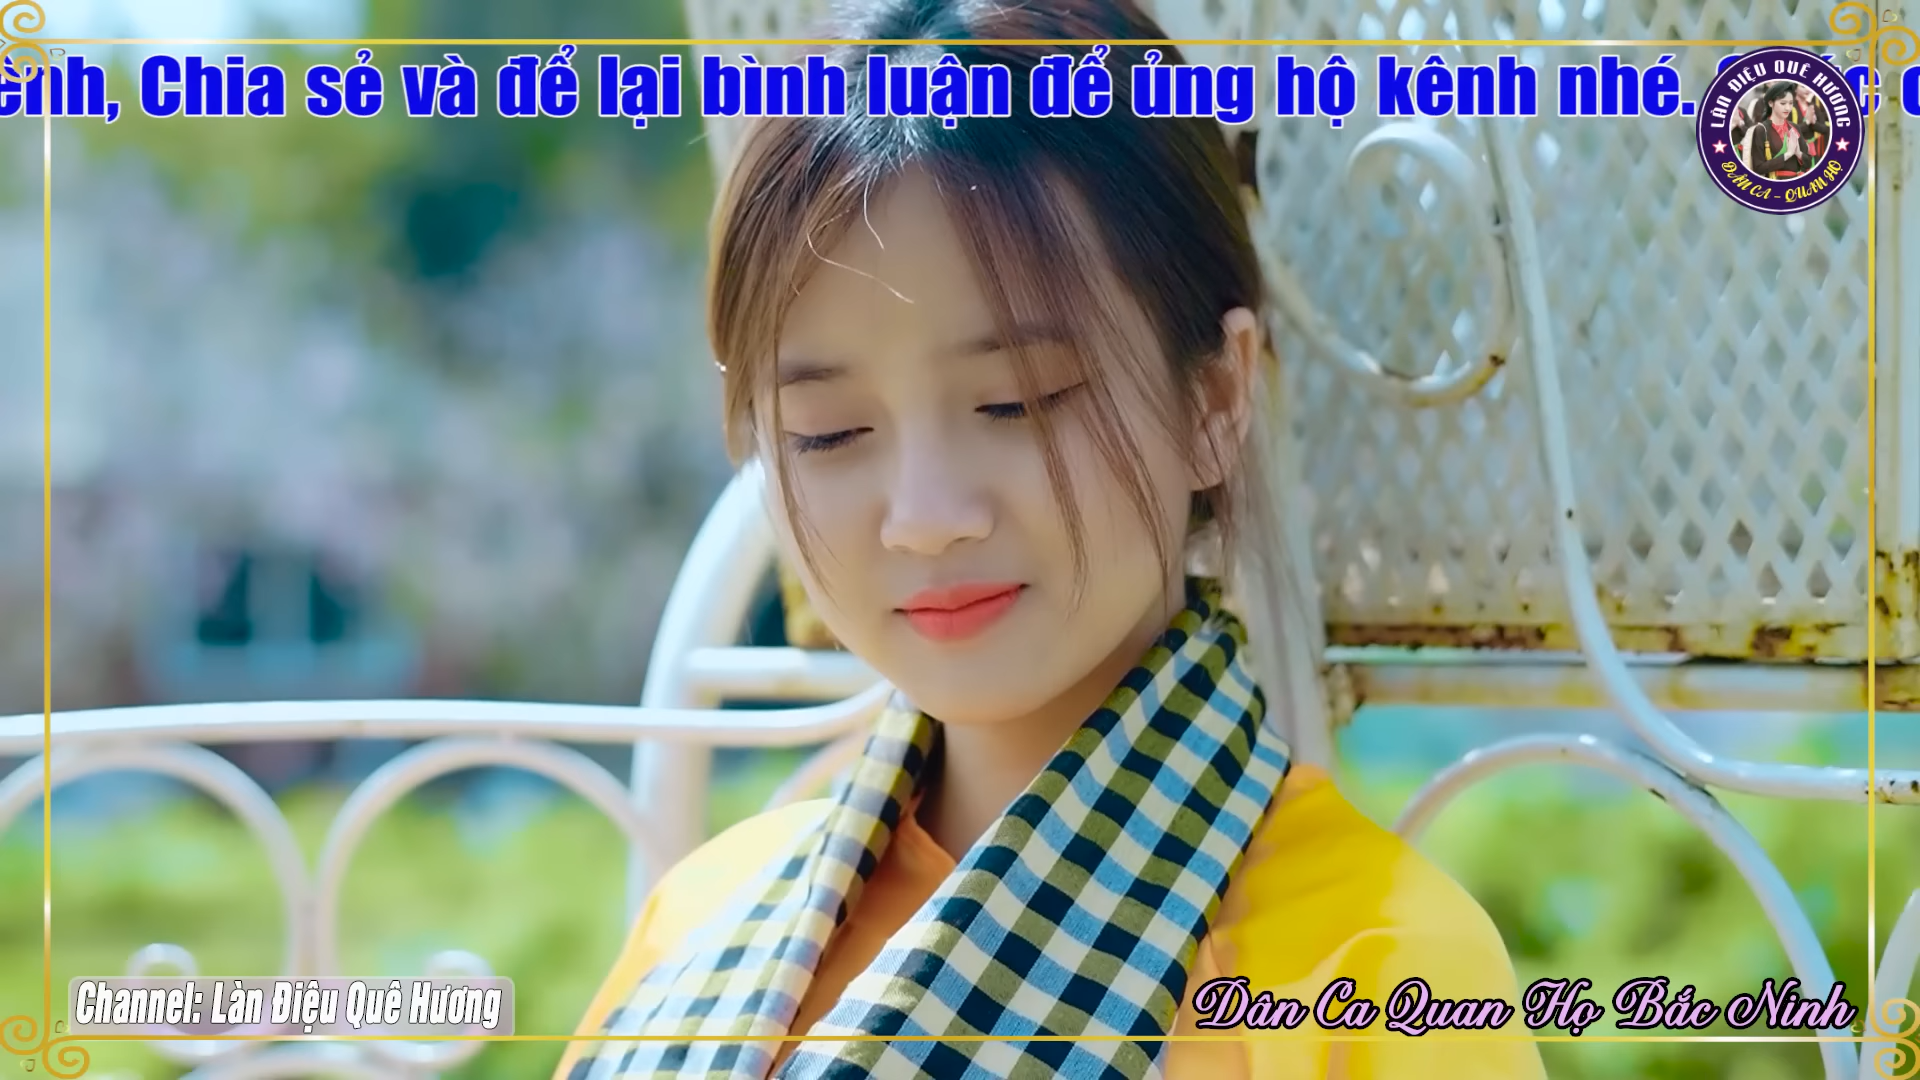 ênh, Chia sẻ và để lại bình luận để ủng hộ kênh nhé.
LÀN ĐIỆU QUÊ HƯƠNG
DÂN CA - QUAN HỌ
Channel: Làn Điệu Quê Hương
Dân Ca Quan Họ Bắc Ninh